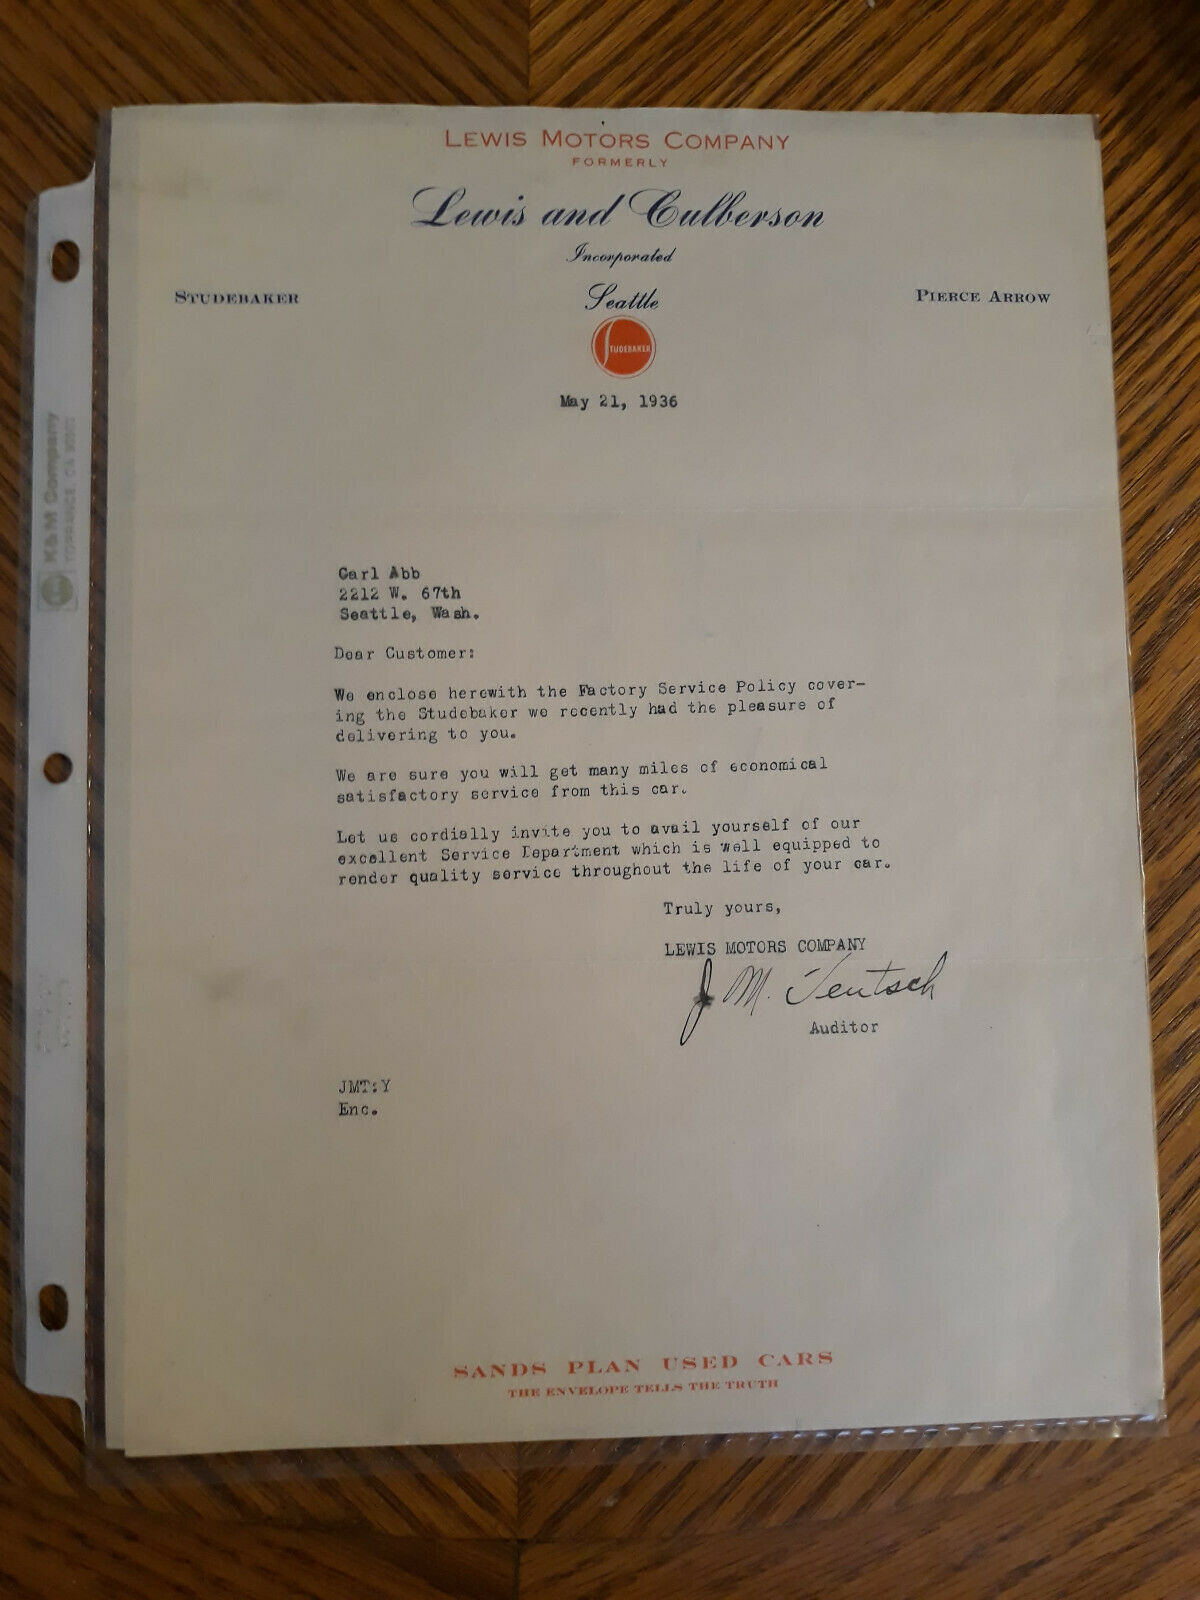 LEWIS MOTORS COMPANY
FORMERLY
Lewis and Culberson
Incorporated
STUDEBAKER
Seattle
PIERCE ARROW
STUDEBAKER
May 21, 1936
Carl Abb
2212 W. 67th
Seattle, Wash.
Dear Customer:
We enclose herewith the Factory Service Policy cover-
ing the Studebaker we recently had the pleasure of
delivering to you.
We are sure you will get many miles of economical
satisfactory service from this car.
Let us cordially invite you to avail yourself of our
excellent Service Department which is well equipped to
render quality service throughout the life of your car.
Truly yours,
LEWIS MOTORS COMPANY
J M. Teutsch
Auditor
JMT:Y
Enc.
SANDS PLAN USED CARS
THE ENVELOPE TELLS THE TRUTH
K&M Company
TORRANCE, CA